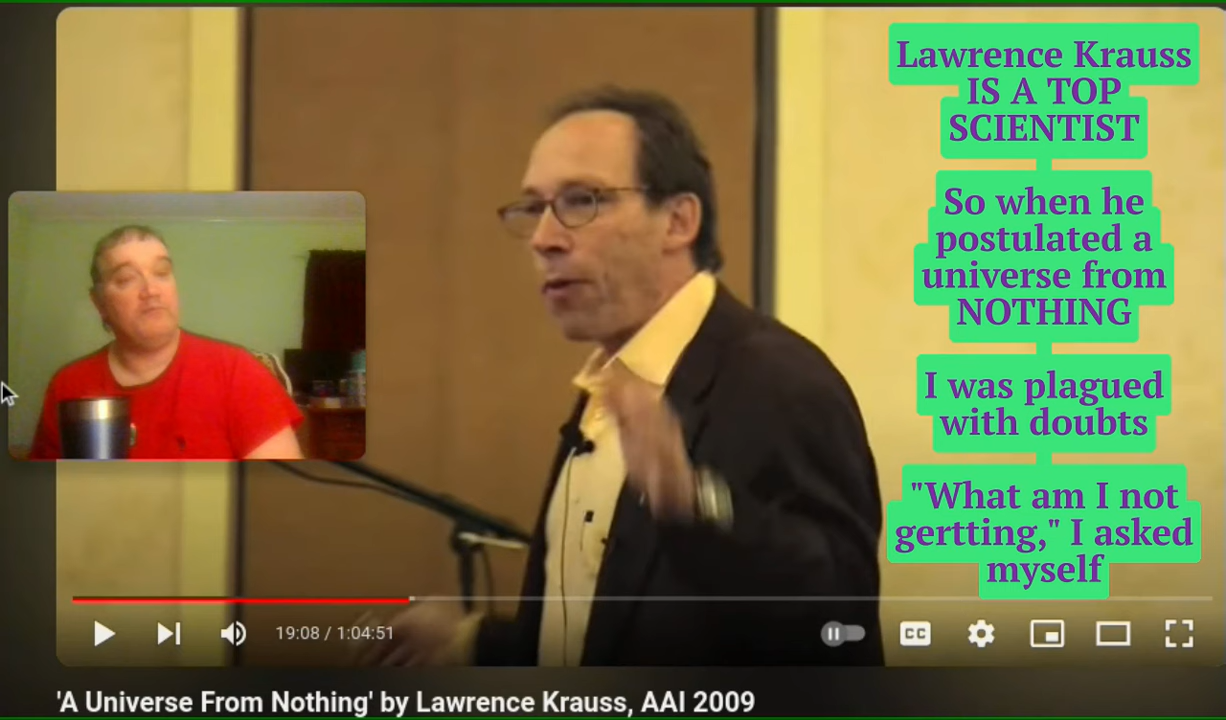 Lawrence Krauss
IS A TOP
SCIENTIST
So when he
postulated a
universe from
NOTHING
I was plagued
with doubts
"What am I not
gertting," I asked
myself
19:08 / 1:04:51
CC
'A Universe From Nothing' by Lawrence Krauss, AAI 2009